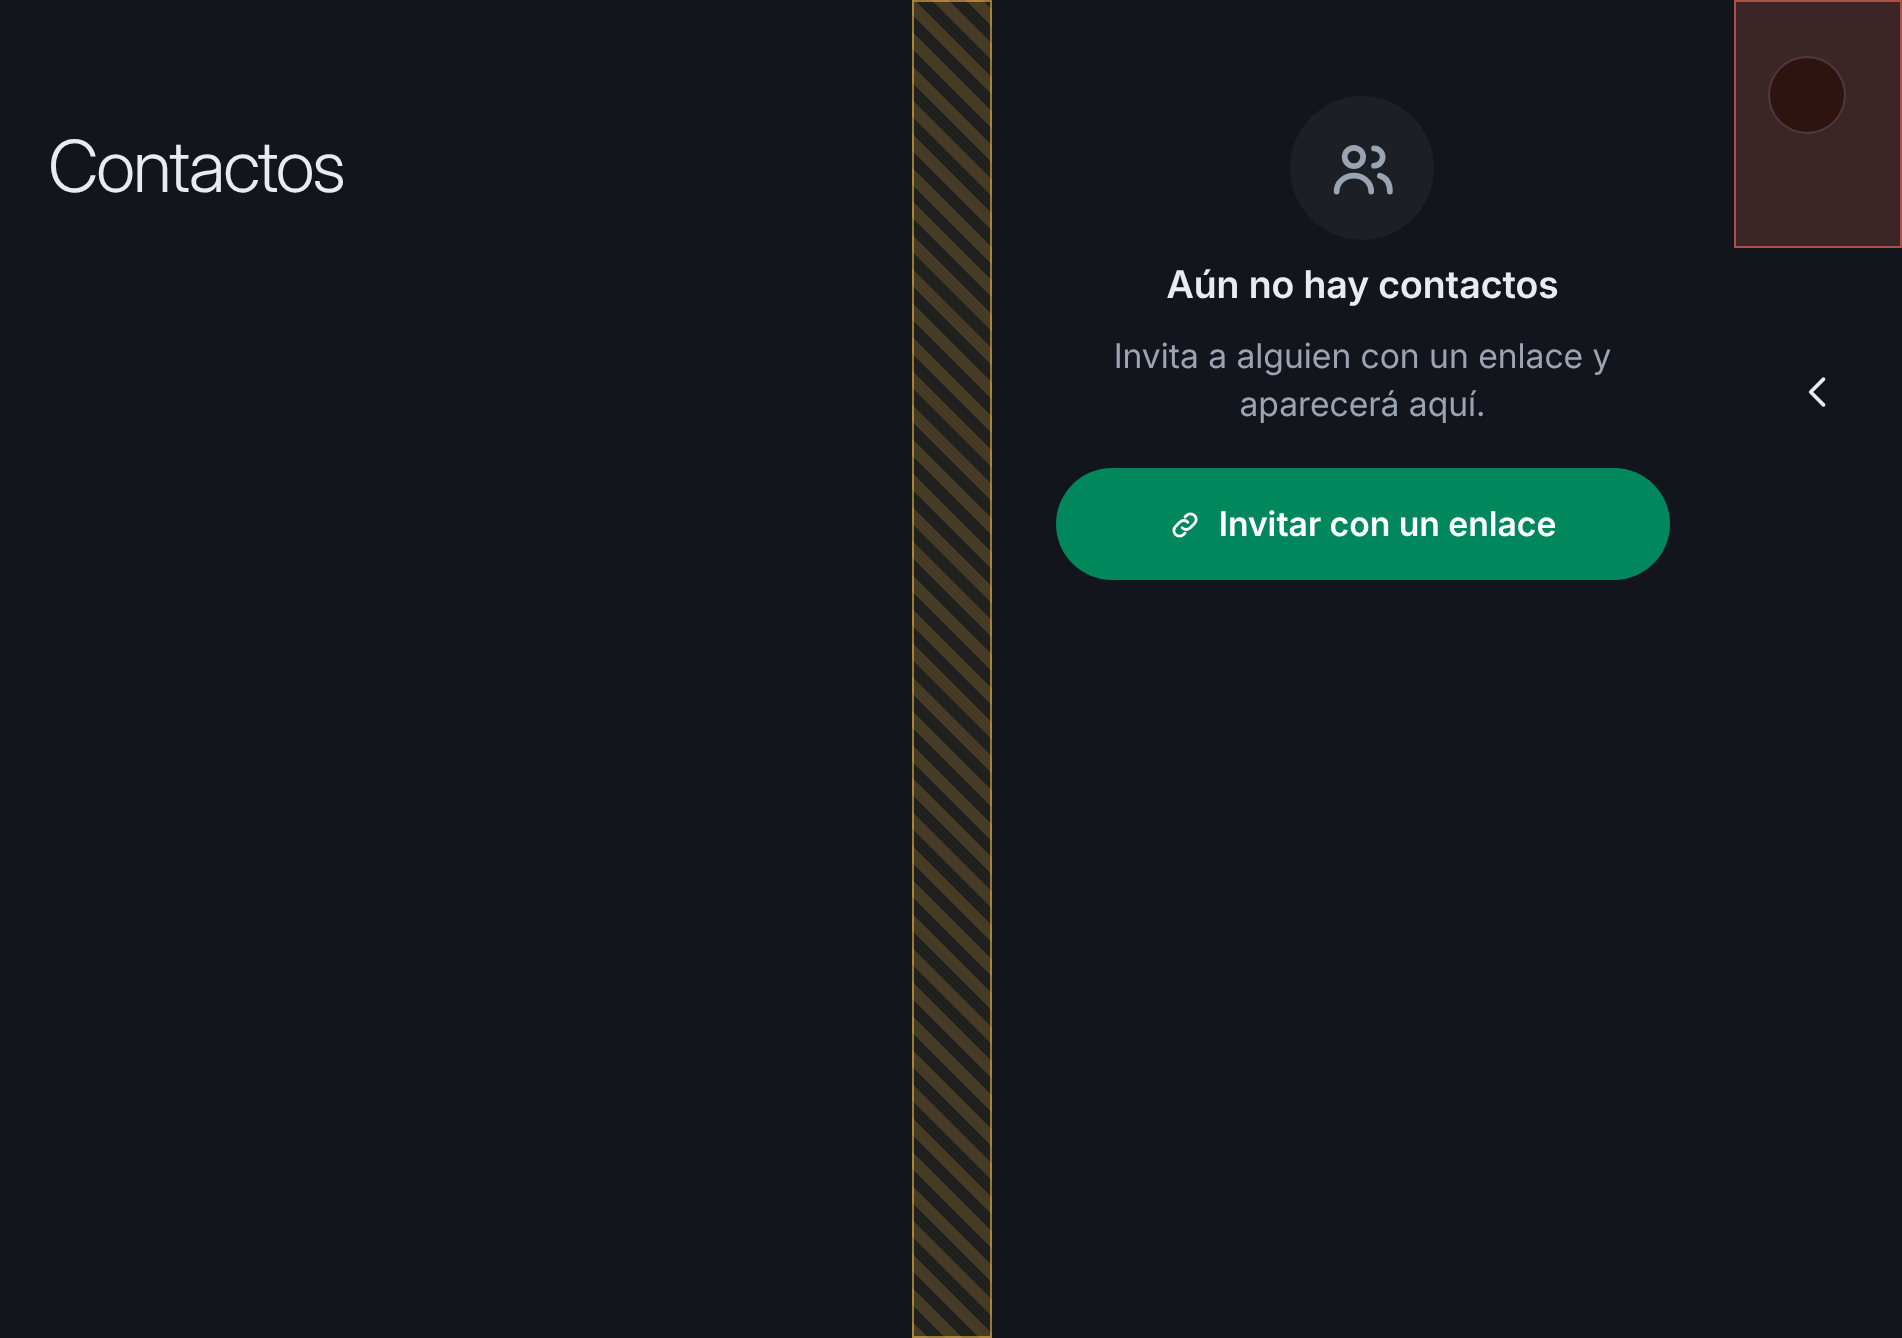 Contactos
Aún no hay contactos
Invita a alguien con un enlace y
aparecerá aquí.
Invitar con un enlace